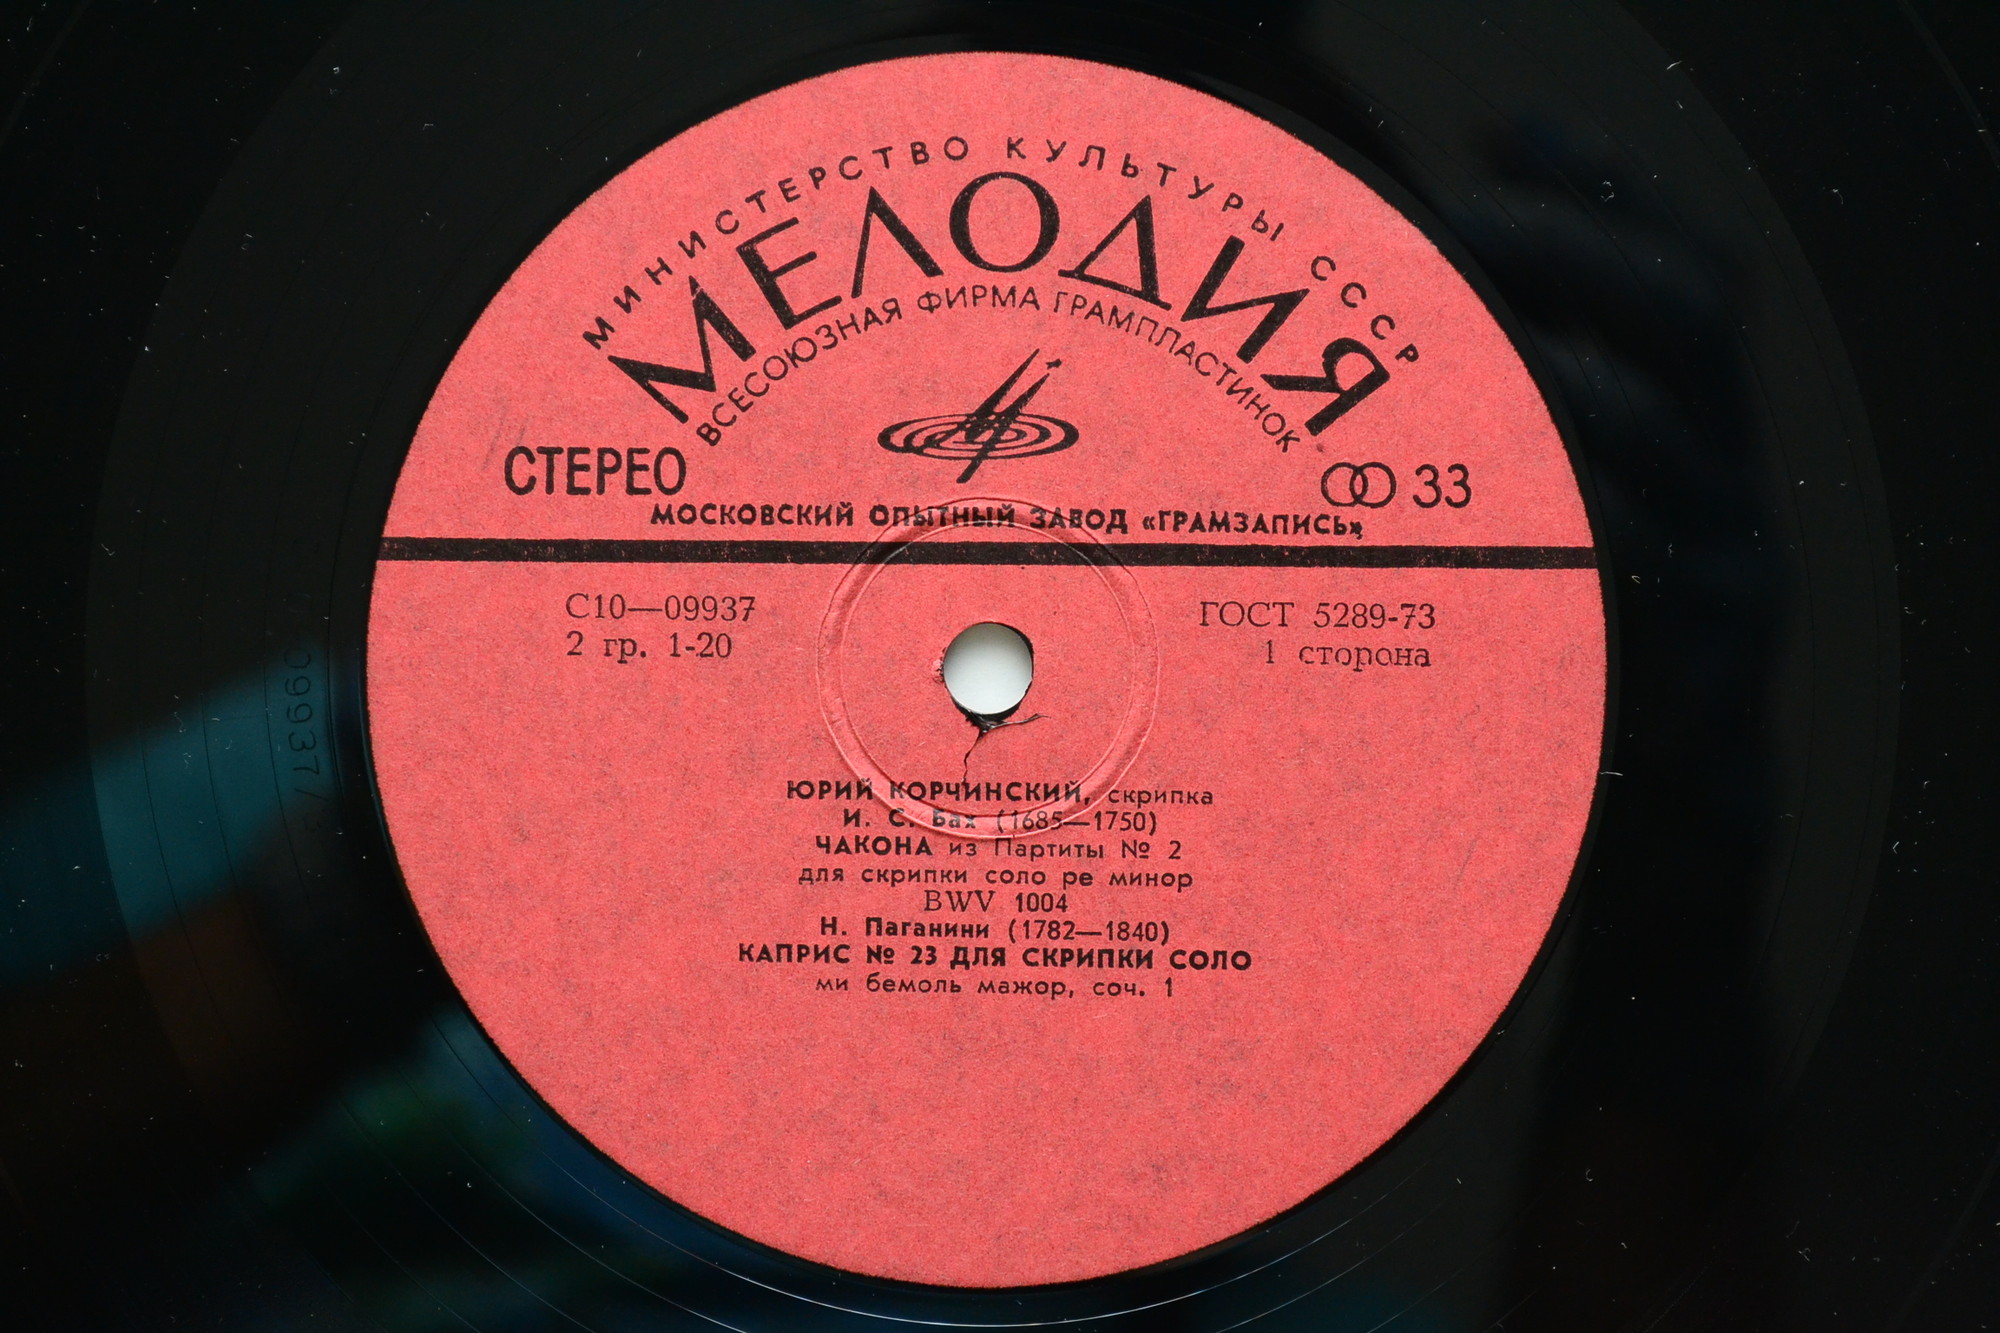 МИНИСТЕРСТВО КУЛЬТУРЫ СССР
МЕЛОДИЯ
ВСЕСОЮЗНАЯ ФИРМА ГРАМПЛАСТИНОК
СТЕРЕО
33
МОСКОВСКИЙ ОПЫТНЫЙ ЗАВОД «ГРАМЗАПИСЬ»
С10—09937
ГОСТ 5289-73
2 гр. 1-20
1 сторона
ЮРИЙ КОРЧИНСКИЙ, скрипка
И. С. Бах (1685—1750)
ЧАКОНА из Партиты № 2
для скрипки соло ре минор
BWV 1004
Н. Паганини (1782—1840)
КАПРИС № 23 ДЛЯ СКРИПКИ СОЛО
ми бемоль мажор, соч. 1
09937